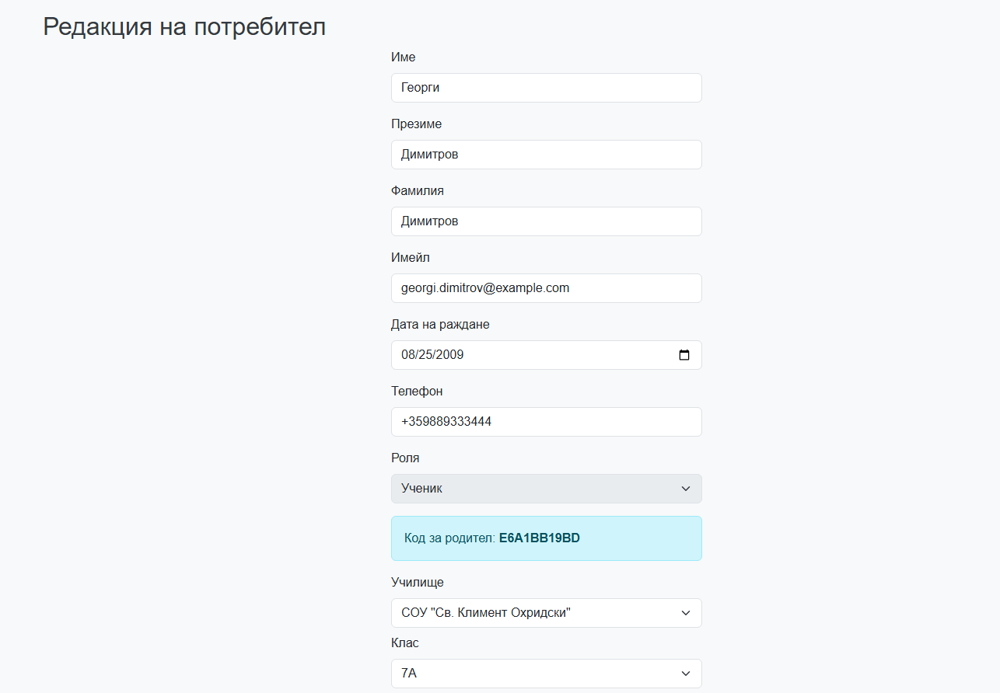 Редакция на потребител
Име
Георги
Презиме
Димитров
Фамилия
Димитров
Имейл
georgi.dimitrov@example.com
Дата на раждане
08/25/2009
Телефон
+359889333444
Роля
Ученик
Код за родител: E6A1BB19BD
Училище
СОУ "Св. Климент Охридски"
Клас
7А